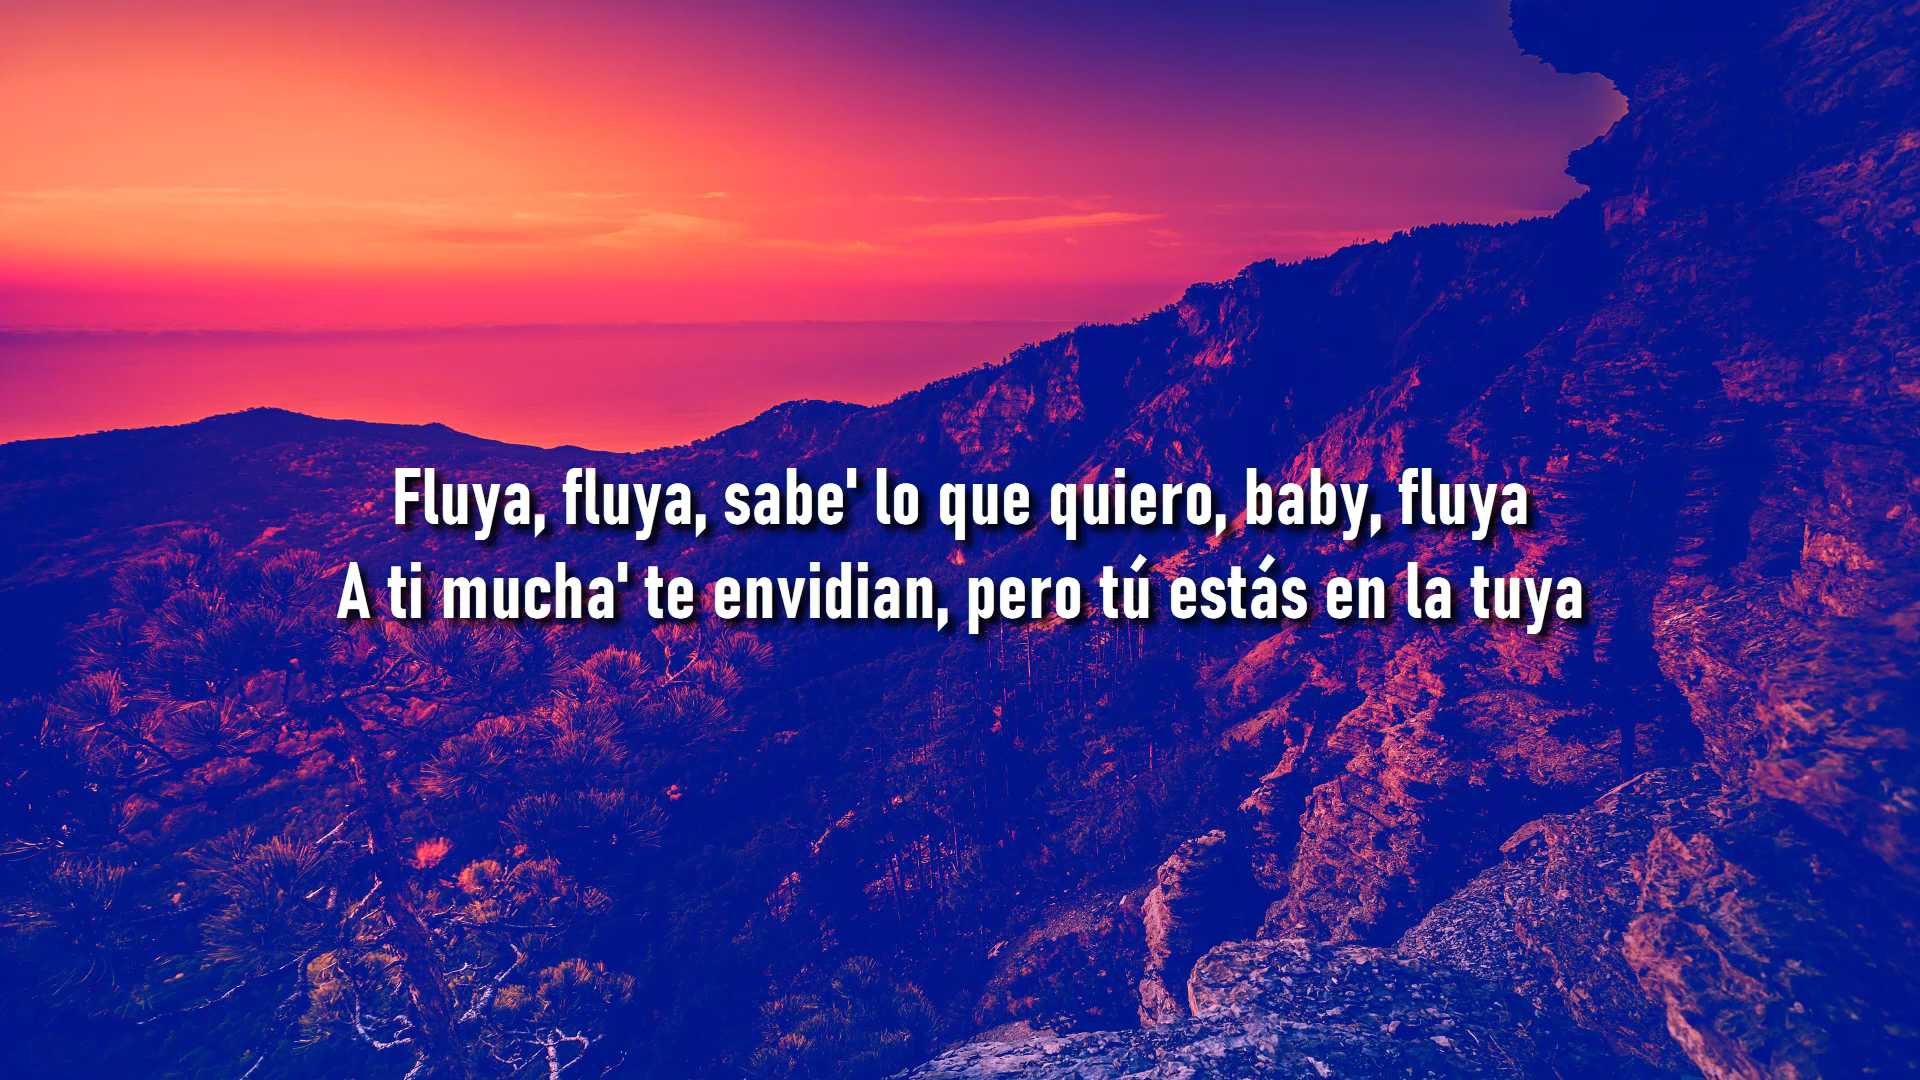 Fluya, fluya, sabe' lo que quiero, baby, fluya
A ti mucha' te envidian, pero tú estás en la tuya